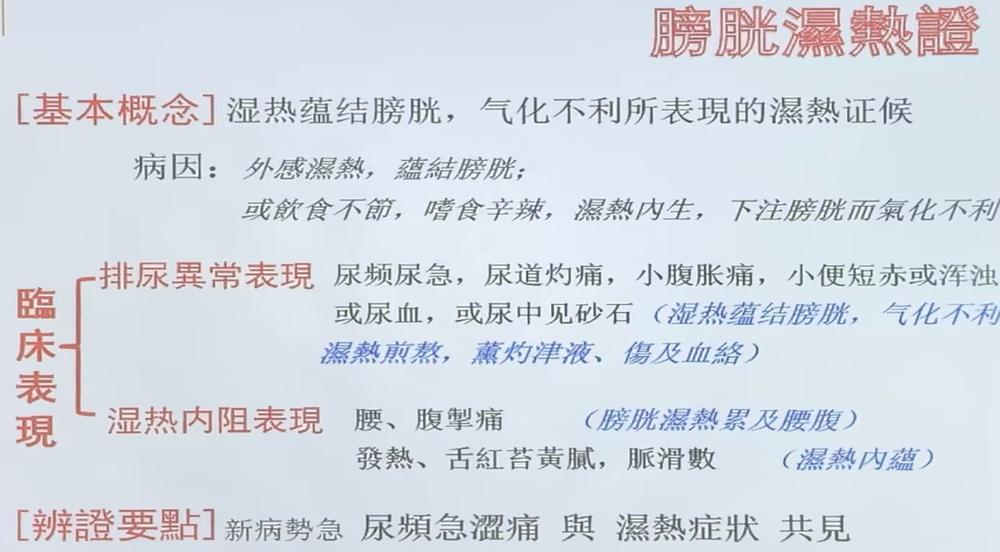 膀胱濕熱證
[基本概念] 湿热蕴结膀胱，气化不利所表現的濕熱证候
病因：外感濕熱，蘊結膀胱；
或飲食不節，嗜食辛辣，濕熱內生，下注膀胱而氣化不利
臨床表現
排尿異常表現 尿频尿急，尿道灼痛，小腹胀痛，小便短赤或浑浊
或尿血，或尿中见砂石（湿热蕴结膀胱，气化不利
濕熱煎熬，薰灼津液、傷及血絡）
湿热内阻表現 腰、腹掣痛 （膀胱濕熱累及腰腹）
發熱、舌紅苔黃膩，脈滑數 （濕熱內蘊）
[辨證要點] 新病勢急 尿頻急澀痛 與 濕熱症狀 共見